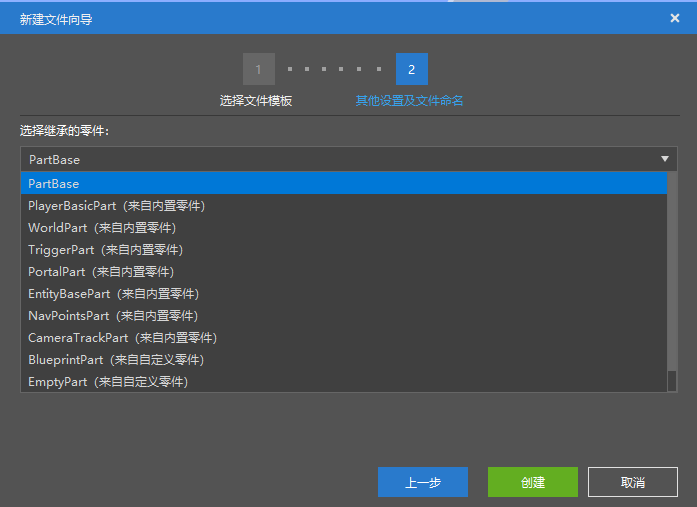 新建文件向导
1
2
选择文件模板
其他设置及文件命名
选择继承的零件:
PartBase
PartBase
PlayerBasicPart (来自内置零件)
WorldPart (来自内置零件)
TriggerPart (来自内置零件)
PortalPart (来自内置零件)
EntityBasePart (来自内置零件)
NavPointsPart (来自内置零件)
CameraTrackPart (来自内置零件)
BlueprintPart (来自自定义零件)
EmptyPart (来自自定义零件)
上一步
创建
取消